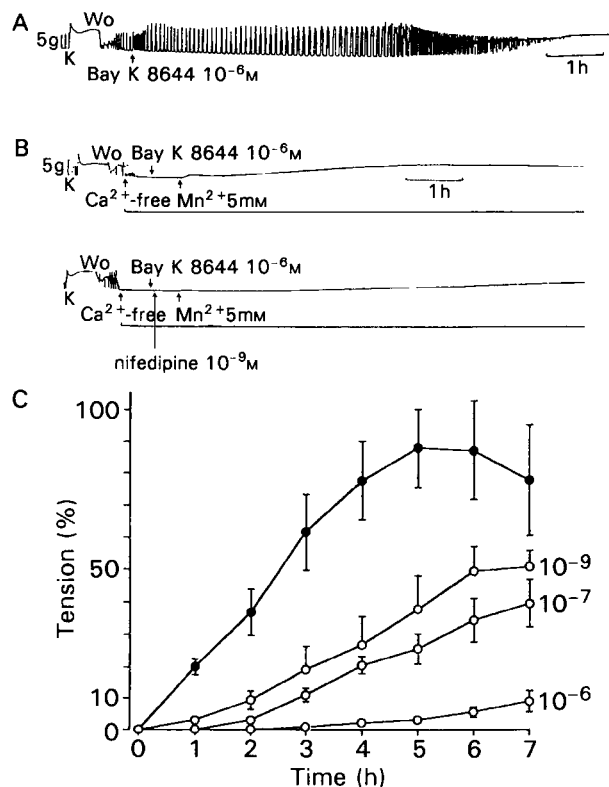 A
Wo
5g
K
Bay K 8644 10⁻⁶M
1h
B
Wo Bay K 8644 10⁻⁶M
5g
K
1h
Ca²⁺-free Mn²⁺5mM
Wo
Bay K 8644 10⁻⁶M
K
Ca²⁺-free Mn²⁺5mM
nifedipine 10⁻⁹M
C
100
50
10
0
Tension (%)
10⁻⁹
10⁻⁷
10⁻⁶
0 1 2 3 4 5 6 7
Time (h)